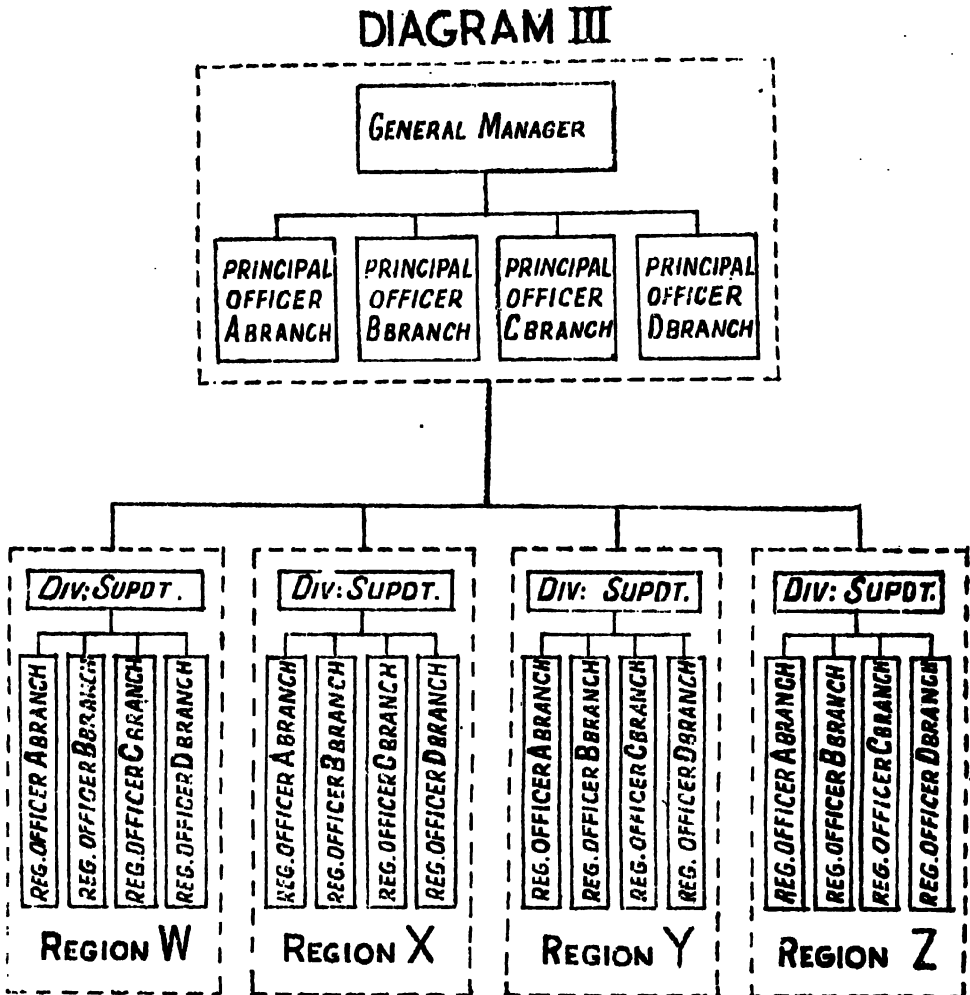 DIAGRAM III
GENERAL MANAGER
PRINCIPAL
OFFICER
A BRANCH
PRINCIPAL
OFFICER
B BRANCH
PRINCIPAL
OFFICER
C BRANCH
PRINCIPAL
OFFICER
D BRANCH
DIV: SUPDT.
REG. OFFICER A BRANCH
REG. OFFICER B BRANCH
REG. OFFICER C BRANCH
REG. OFFICER D BRANCH
REGION W
DIV: SUPDT.
REG. OFFICER A BRANCH
REG. OFFICER B BRANCH
REG. OFFICER C BRANCH
REG. OFFICER D BRANCH
REGION X
DIV: SUPDT.
REG. OFFICER A BRANCH
REG. OFFICER B BRANCH
REG. OFFICER C BRANCH
REG. OFFICER D BRANCH
REGION Y
DIV: SUPDT.
REG. OFFICER A BRANCH
REG. OFFICER B BRANCH
REG. OFFICER C BRANCH
REG. OFFICER D BRANCH
REGION Z